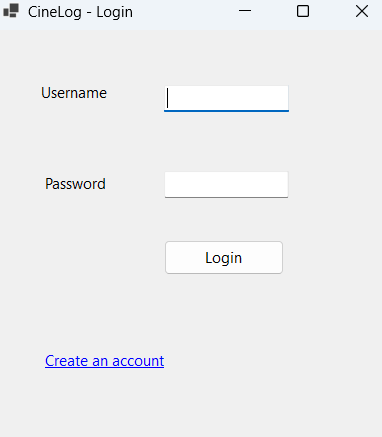 CineLog - Login
Username
Password
Login
Create an account